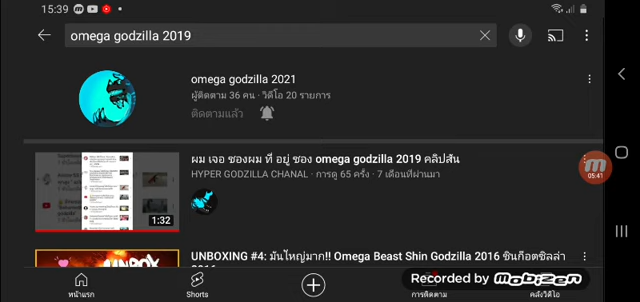 15:39
omega godzilla 2019
omega godzilla 2021
ผู้ติดตาม 36 คน · วิดีโอ 20 รายการ
ติดตามแล้ว
ผม เจอ ชองผม ที่ อยู่ ชอง omega godzilla 2019 คลิปสัน
HYPER GODZILLA CHANAL · การดู 65 ครั้ง · 7 เดือนที่ผ่านมา
1:32
05:41
UNBOXING #4: มันใหญ่มาก!! Omega Beast Shin Godzilla 2016 ชินก็อตซิลล่า
2016
UNBOX
Recorded by MOBIZEN
หน้าแรก
Shorts
การติดตาม
คลังวิดีโอ